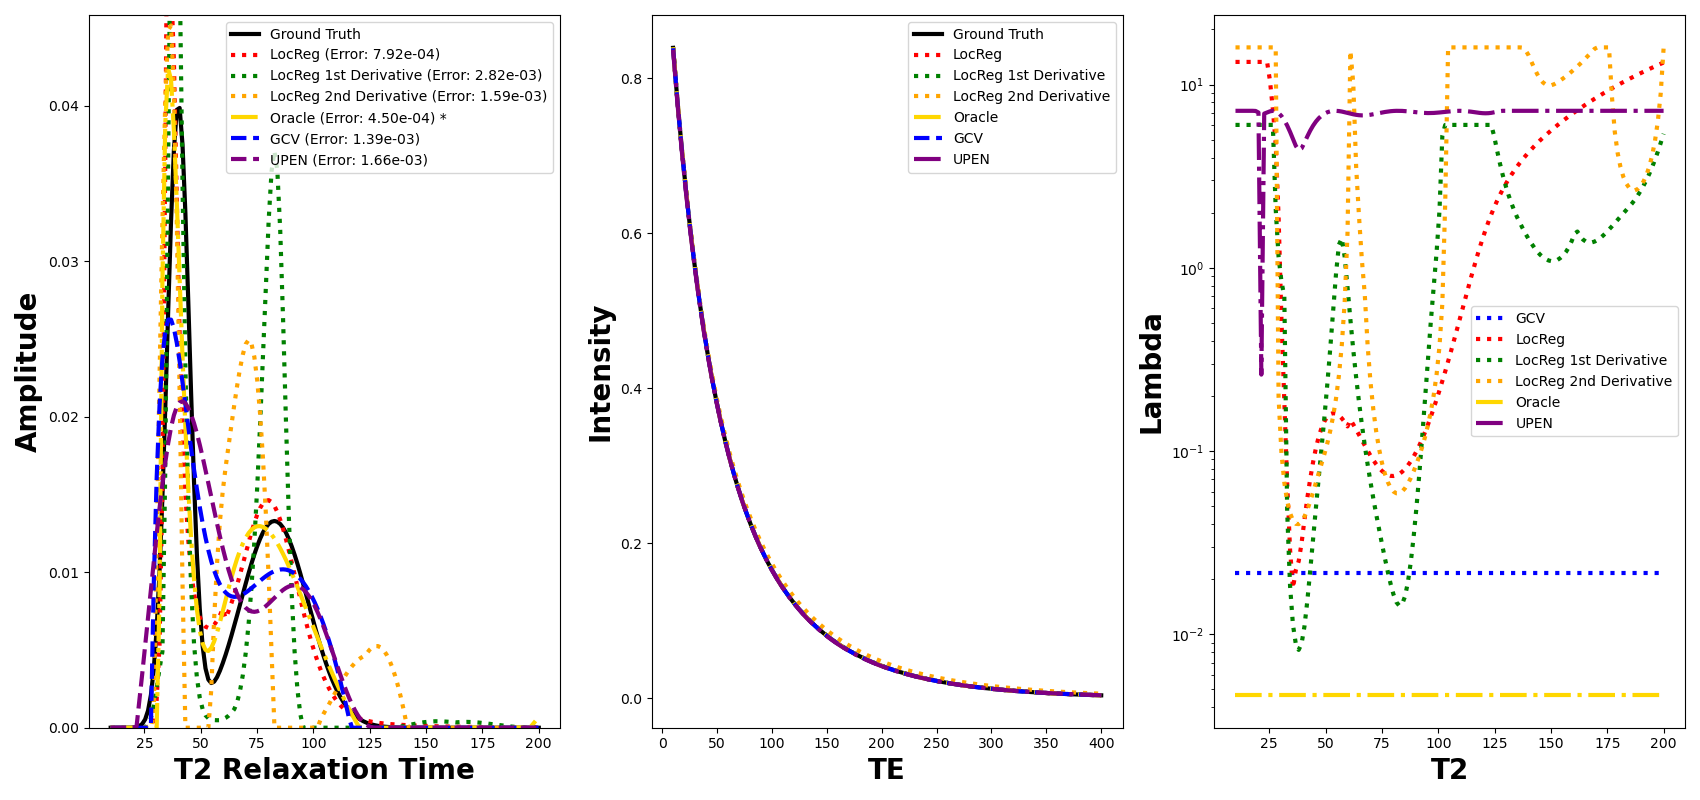 Ground Truth
LocReg (Error: 7.92e-04)
LocReg 1st Derivative (Error: 2.82e-03)
LocReg 2nd Derivative (Error: 1.59e-03)
Oracle (Error: 4.50e-04) *
GCV (Error: 1.39e-03)
UPEN (Error: 1.66e-03)
0.04
0.03
0.02
0.01
0.00
Amplitude
25 50 75 100 125 150 175 200
T2 Relaxation Time
Ground Truth
LocReg
LocReg 1st Derivative
LocReg 2nd Derivative
Oracle
GCV
UPEN
0.8
0.6
0.4
0.2
0.0
Intensity
0 50 100 150 200 250 300 350 400
TE
10¹
10⁰
10⁻¹
10⁻²
Lambda
GCV
LocReg
LocReg 1st Derivative
LocReg 2nd Derivative
Oracle
UPEN
25 50 75 100 125 150 175 200
T2